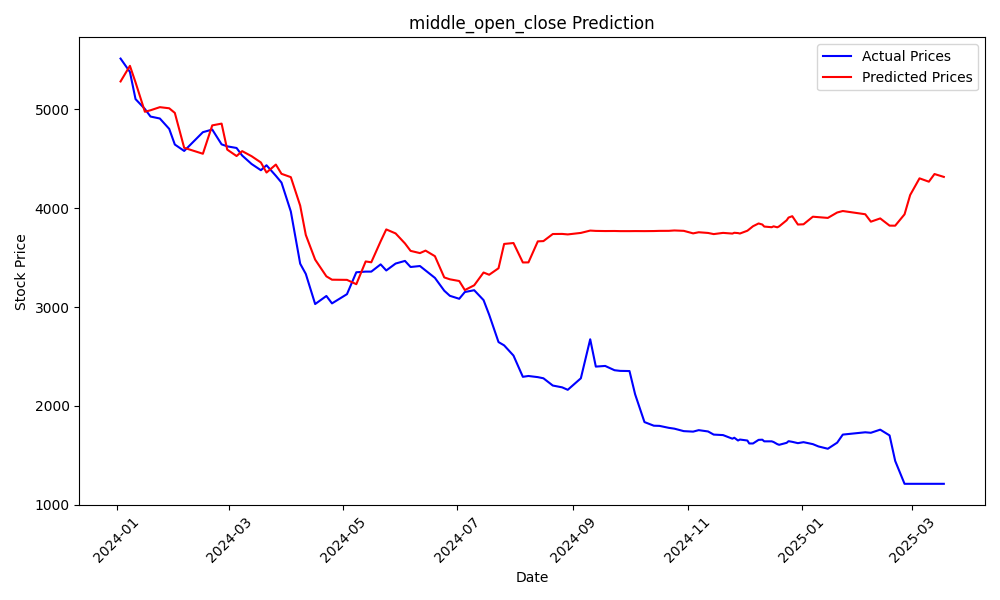 middle_open_close Prediction
Actual Prices
Predicted Prices
Stock Price
5000
4000
3000
2000
1000
2024-01
2024-03
2024-05
2024-07
2024-09
2024-11
2025-01
2025-03
Date